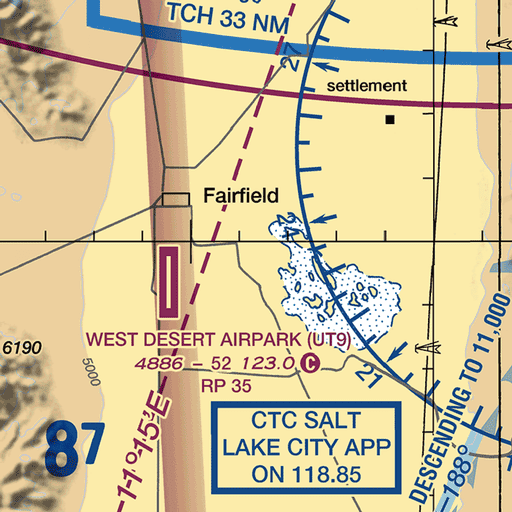 TCH 33 NM
27
settlement
Fairfield
24
WEST DESERT AIRPARK (UT9)
4886 - 52 123.0 C
RP 35
6190
5000
21
11°15'E
87
CTC SALT
LAKE CITY APP
ON 118.85
DESCENDING TO 11,000
188°